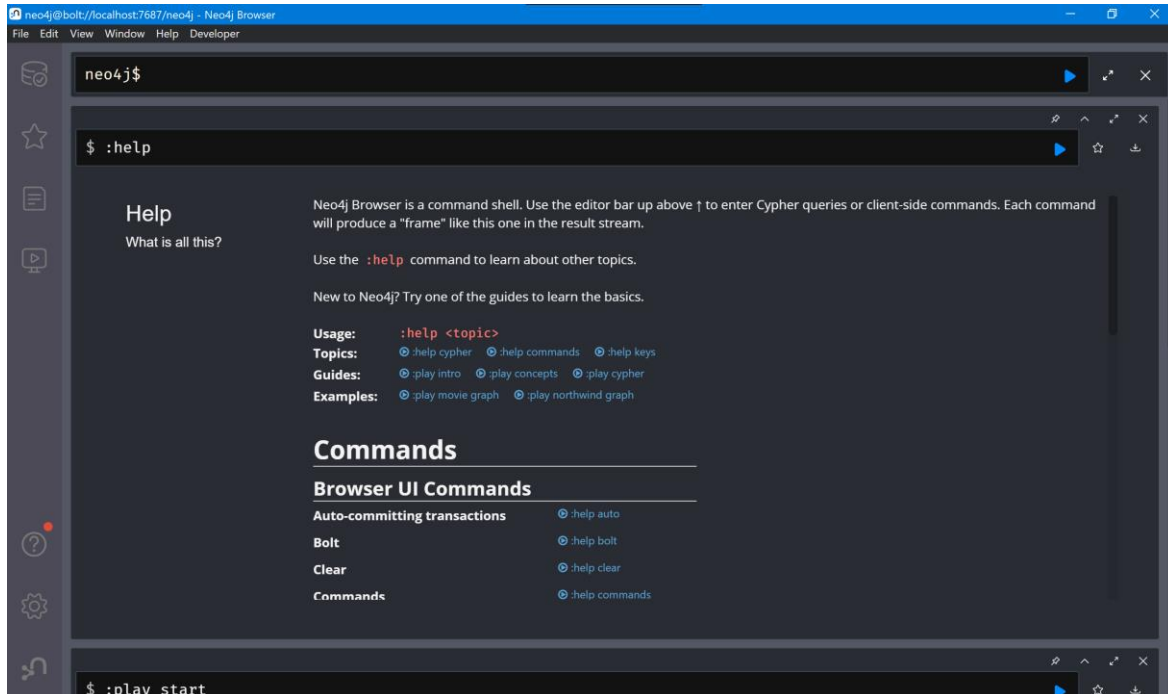 neo4j@bolt://localhost:7687/neo4j - Neo4j Browser
File Edit View Window Help Developer
neo4j$
$ :help
Help
What is all this?
Neo4j Browser is a command shell. Use the editor bar up above ↑ to enter Cypher queries or client-side commands. Each command
will produce a "frame" like this one in the result stream.
Use the :help command to learn about other topics.
New to Neo4j? Try one of the guides to learn the basics.
Usage: :help <topic>
Topics: :help cypher :help commands :help keys
Guides: :play intro :play concepts :play cypher
Examples: :play movie graph :play northwind graph
Commands
Browser UI Commands
Auto-committing transactions :help auto
Bolt :help bolt
Clear :help clear
Commands :help commands
$ :play start